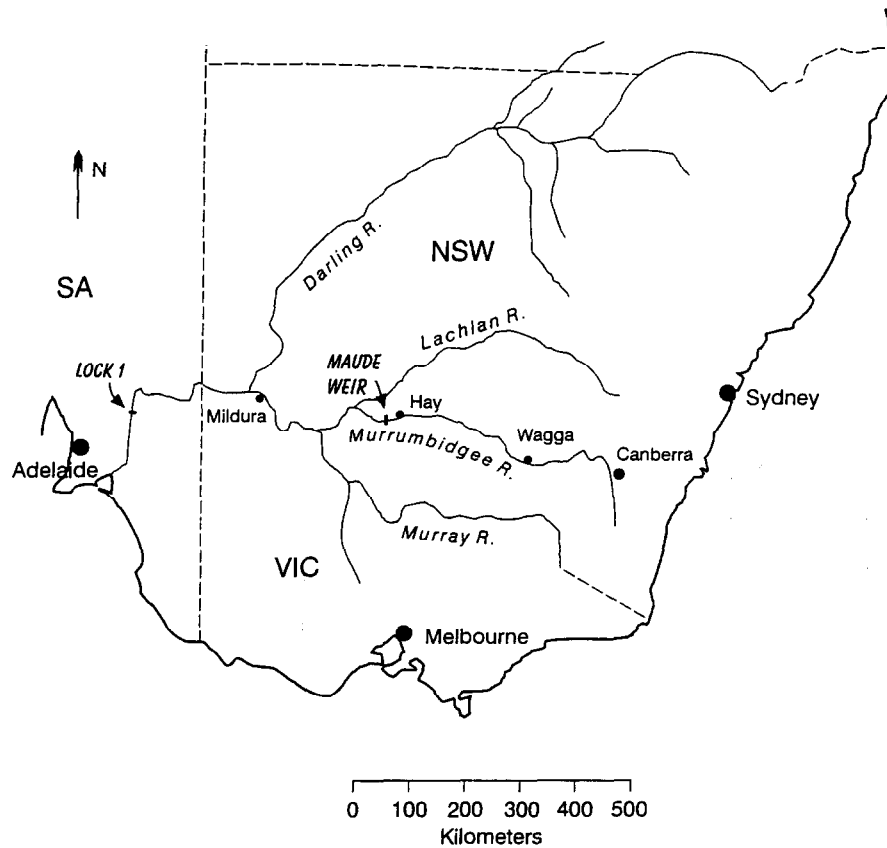 N
Darling R.
NSW
SA
Lachlan R.
LOCK 1
MAUDE
WEIR
Hay
Mildura
Sydney
Murrumbidgee R.
Wagga
Canberra
Adelaide
Murray R.
VIC
Melbourne
0 100 200 300 400 500
Kilometers